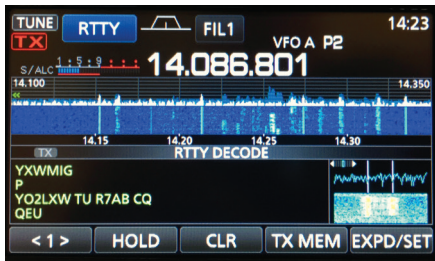 TUNE RTTY FIL1 14:23
TX VFO A P2
S/ALC 1 5 9 14.086.801
14.100 14.350
14.15 14.20 14.25 14.30
TX RTTY DECODE
YXWMIG
P
YO2LXW TU R7AB CQ
QEU
< 1 > HOLD CLR TX MEM EXPD/SET